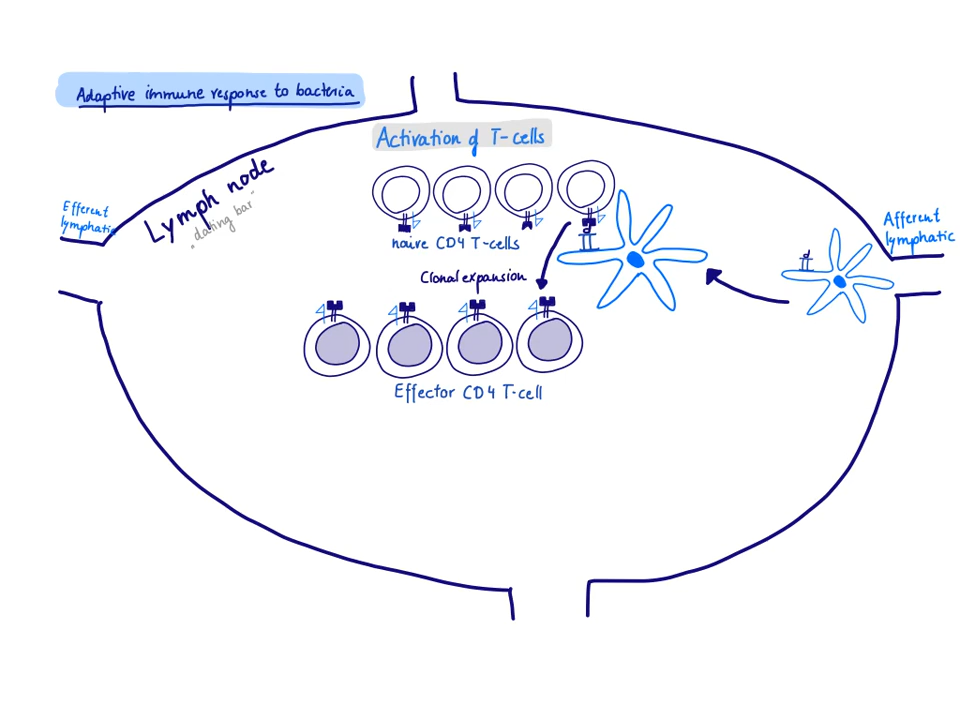 Adaptive immune response to bacteria
Activation of T-cells
Lymph node
"dating bar"
Efferent
lymphatic
Afferent
lymphatic
naive CD4 T-cells
Clonal expansion
Effector CD4 T-cell